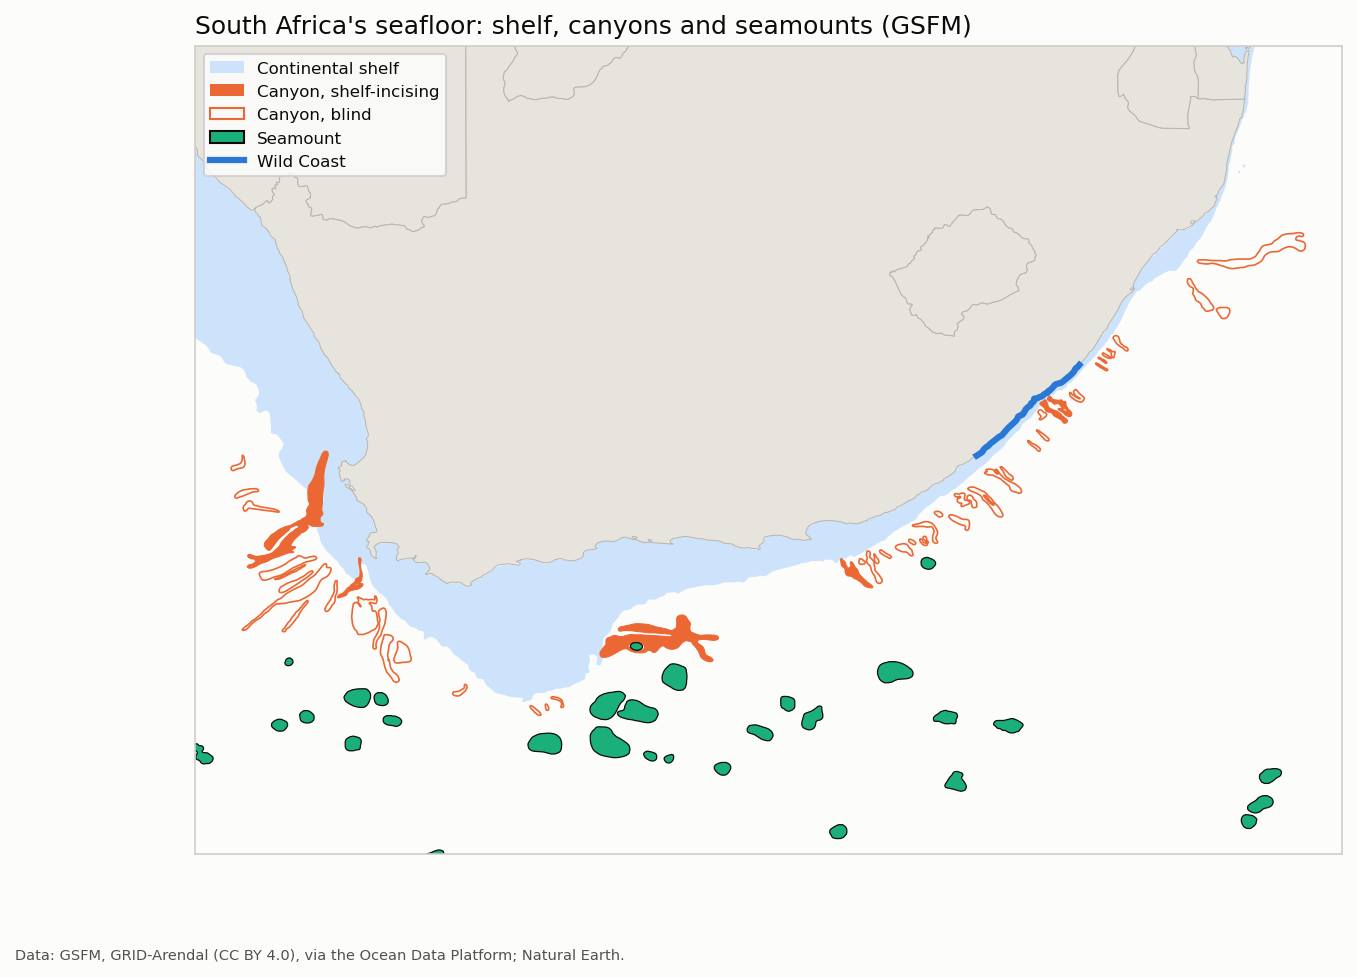 South Africa's seafloor: shelf, canyons and seamounts (GSFM)
Continental shelf
Canyon, shelf-incising
Canyon, blind
Seamount
Wild Coast
Data: GSFM, GRID-Arendal (CC BY 4.0), via the Ocean Data Platform; Natural Earth.